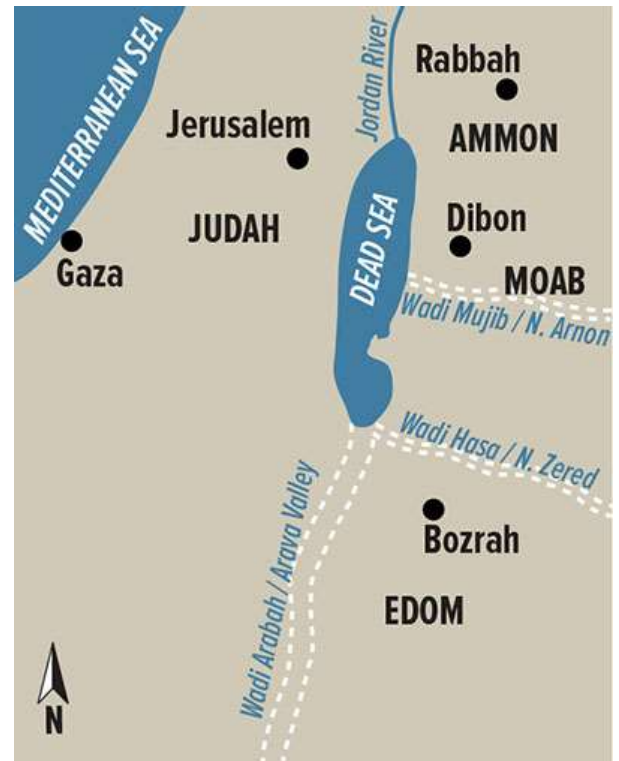 MEDITERRANEAN SEA
Jordan River
Rabbah
AMMON
Jerusalem
JUDAH
Gaza
DEAD SEA
Dibon
MOAB
Wadi Mujib / N. Arnon
Wadi Hasa / N. Zered
Wadi Arabah / Arava Valley
Bozrah
EDOM
N